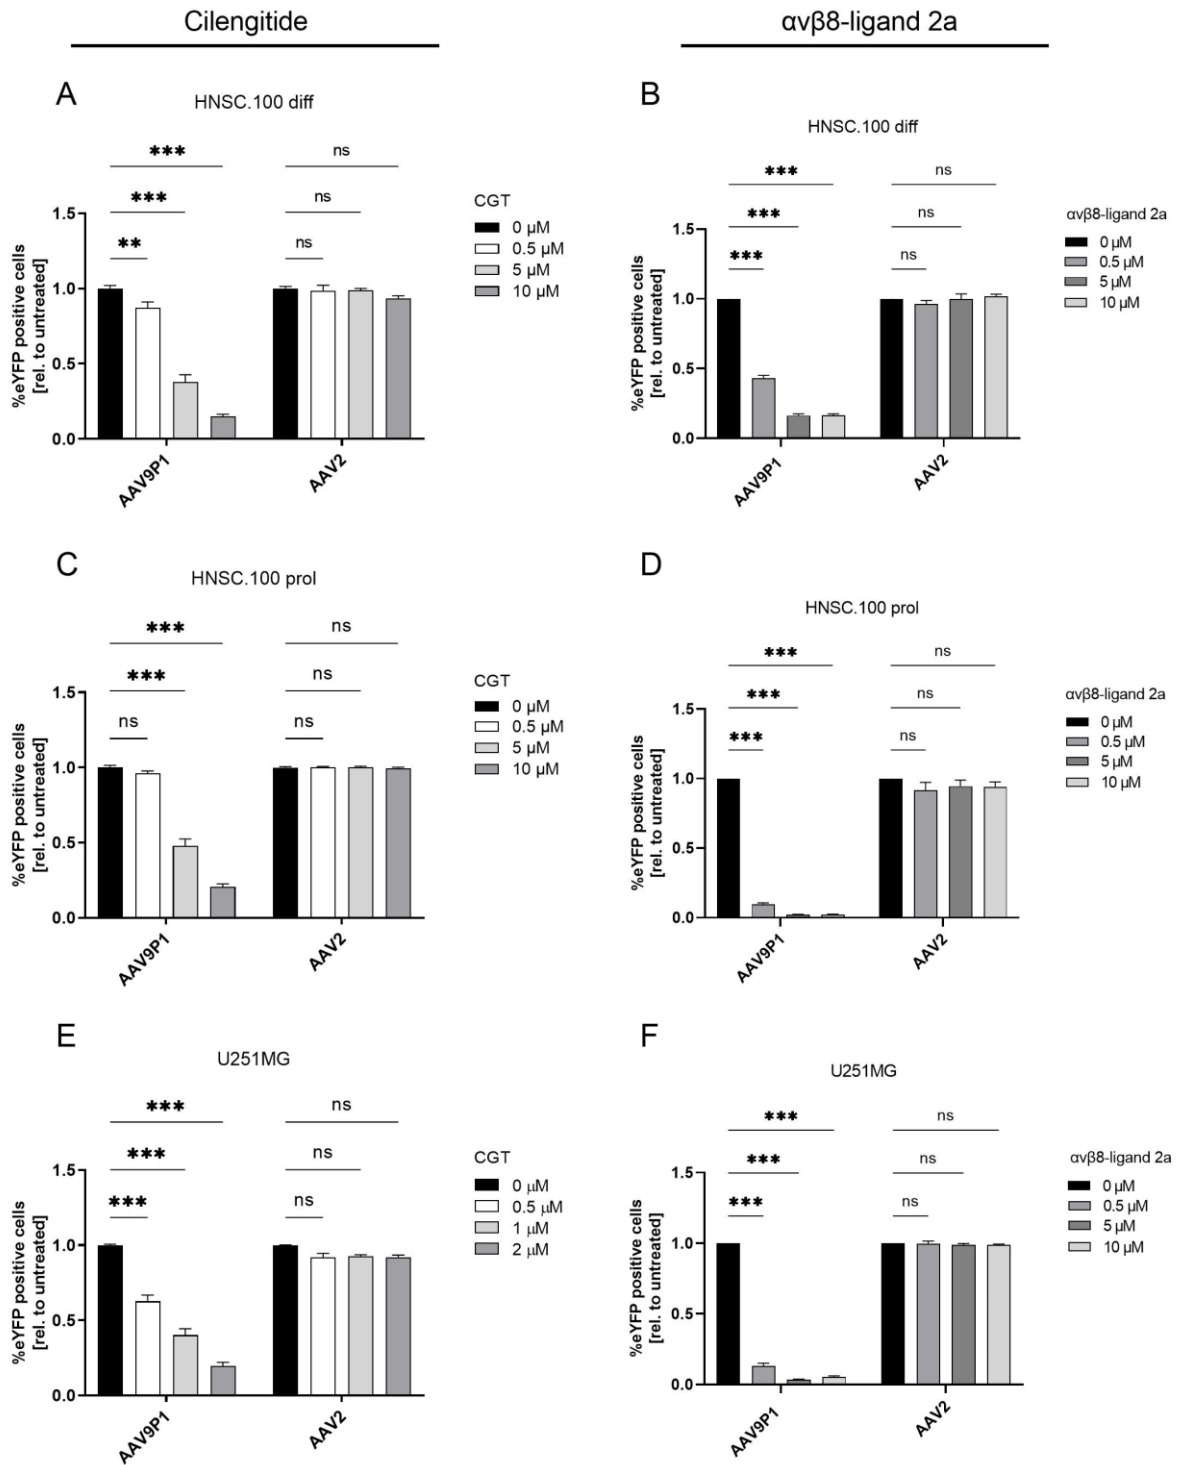 Cilengitide
αvβ8-ligand 2a
A
HNSC.100 diff
***
ns
***
ns
**
ns
%eYFP positive cells
[rel. to untreated]
1.5
1.0
0.5
0.0
AAV9P1
AAV2
CGT
0 µM
0.5 µM
5 µM
10 µM
B
HNSC.100 diff
***
ns
***
ns
***
ns
%eYFP positive cells
[rel. to untreated]
1.5
1.0
0.5
0.0
AAV9P1
AAV2
αvβ8-ligand 2a
0 µM
0.5 µM
5 µM
10 µM
C
HNSC.100 prol
***
ns
***
ns
ns
ns
%eYFP positive cells
[rel. to untreated]
1.5
1.0
0.5
0.0
AAV9P1
AAV2
CGT
0 µM
0.5 µM
5 µM
10 µM
D
HNSC.100 prol
***
ns
***
ns
***
ns
%eYFP positive cells
[rel. to untreated]
1.5
1.0
0.5
0.0
AAV9P1
AAV2
αvβ8-ligand 2a
0 µM
0.5 µM
5 µM
10 µM
E
U251MG
***
ns
***
ns
***
ns
%eYFP positive cells
[rel. to untreated]
1.5
1.0
0.5
0.0
AAV9P1
AAV2
CGT
0 µM
0.5 µM
1 µM
2 µM
F
U251MG
***
ns
***
ns
***
ns
%eYFP positive cells
[rel. to untreated]
1.5
1.0
0.5
0.0
AAV9P1
AAV2
αvβ8-ligand 2a
0 µM
0.5 µM
5 µM
10 µM